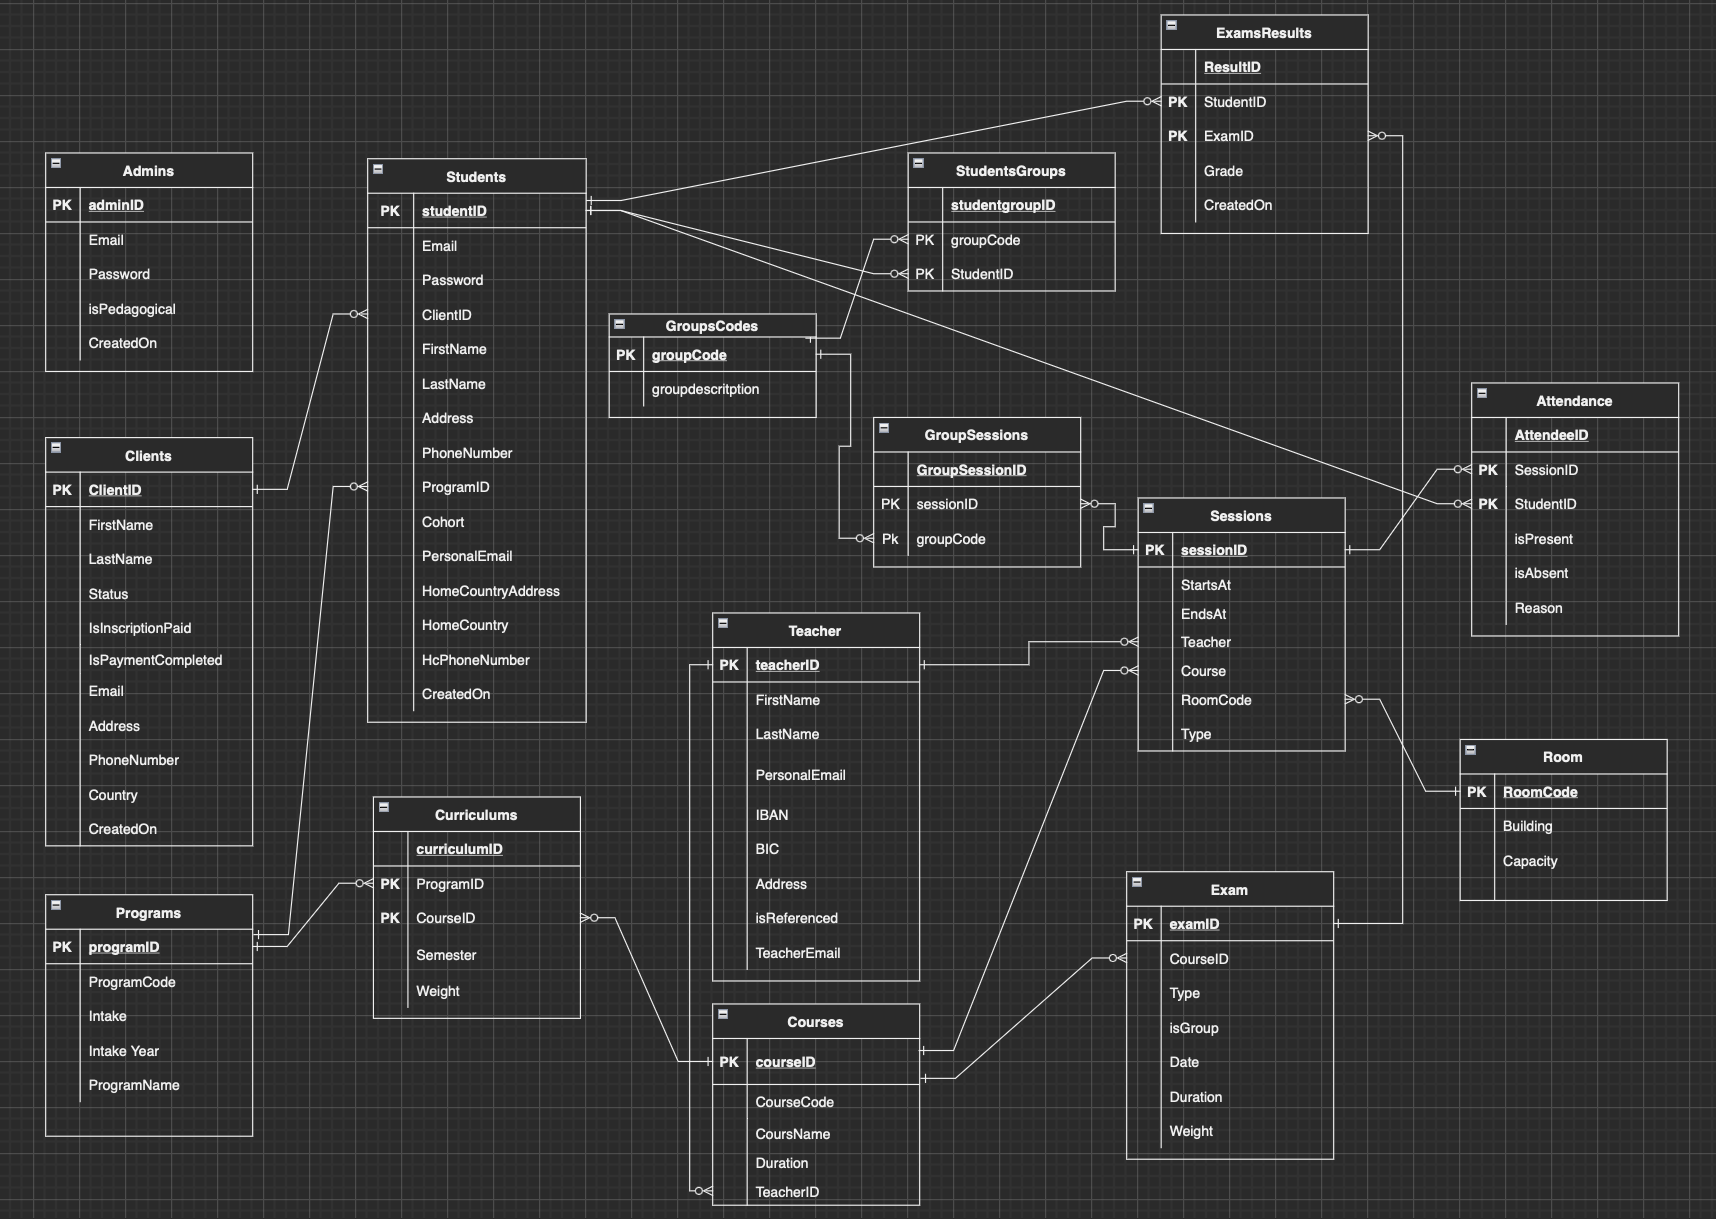 ExamsResults
ResultID
PK StudentID
PK ExamID
Grade
CreatedOn
Admins
PK adminID
Email
Password
isPedagogical
CreatedOn
Students
PK studentID
Email
Password
ClientID
FirstName
LastName
Address
PhoneNumber
ProgramID
Cohort
PersonalEmail
HomeCountryAddress
HomeCountry
HcPhoneNumber
CreatedOn
StudentsGroups
studentgroupID
PK groupCode
PK StudentID
GroupsCodes
PK groupCode
groupdescritption
Attendance
AttendeeID
PK SessionID
PK StudentID
isPresent
isAbsent
Reason
Clients
PK ClientID
FirstName
LastName
Status
IsInscriptionPaid
IsPaymentCompleted
Email
Address
PhoneNumber
Country
CreatedOn
GroupSessions
GroupSessionID
PK sessionID
Pk groupCode
Sessions
PK sessionID
StartsAt
EndsAt
Teacher
Course
RoomCode
Type
Teacher
PK teacherID
FirstName
LastName
PersonalEmail
IBAN
BIC
Address
isReferenced
TeacherEmail
Room
PK RoomCode
Building
Capacity
Curriculums
curriculumID
PK ProgramID
PK CourseID
Semester
Weight
Programs
PK programID
ProgramCode
Intake
Intake Year
ProgramName
Exam
PK examID
CourseID
Type
isGroup
Date
Duration
Weight
Courses
PK courseID
CourseCode
CoursName
Duration
TeacherID